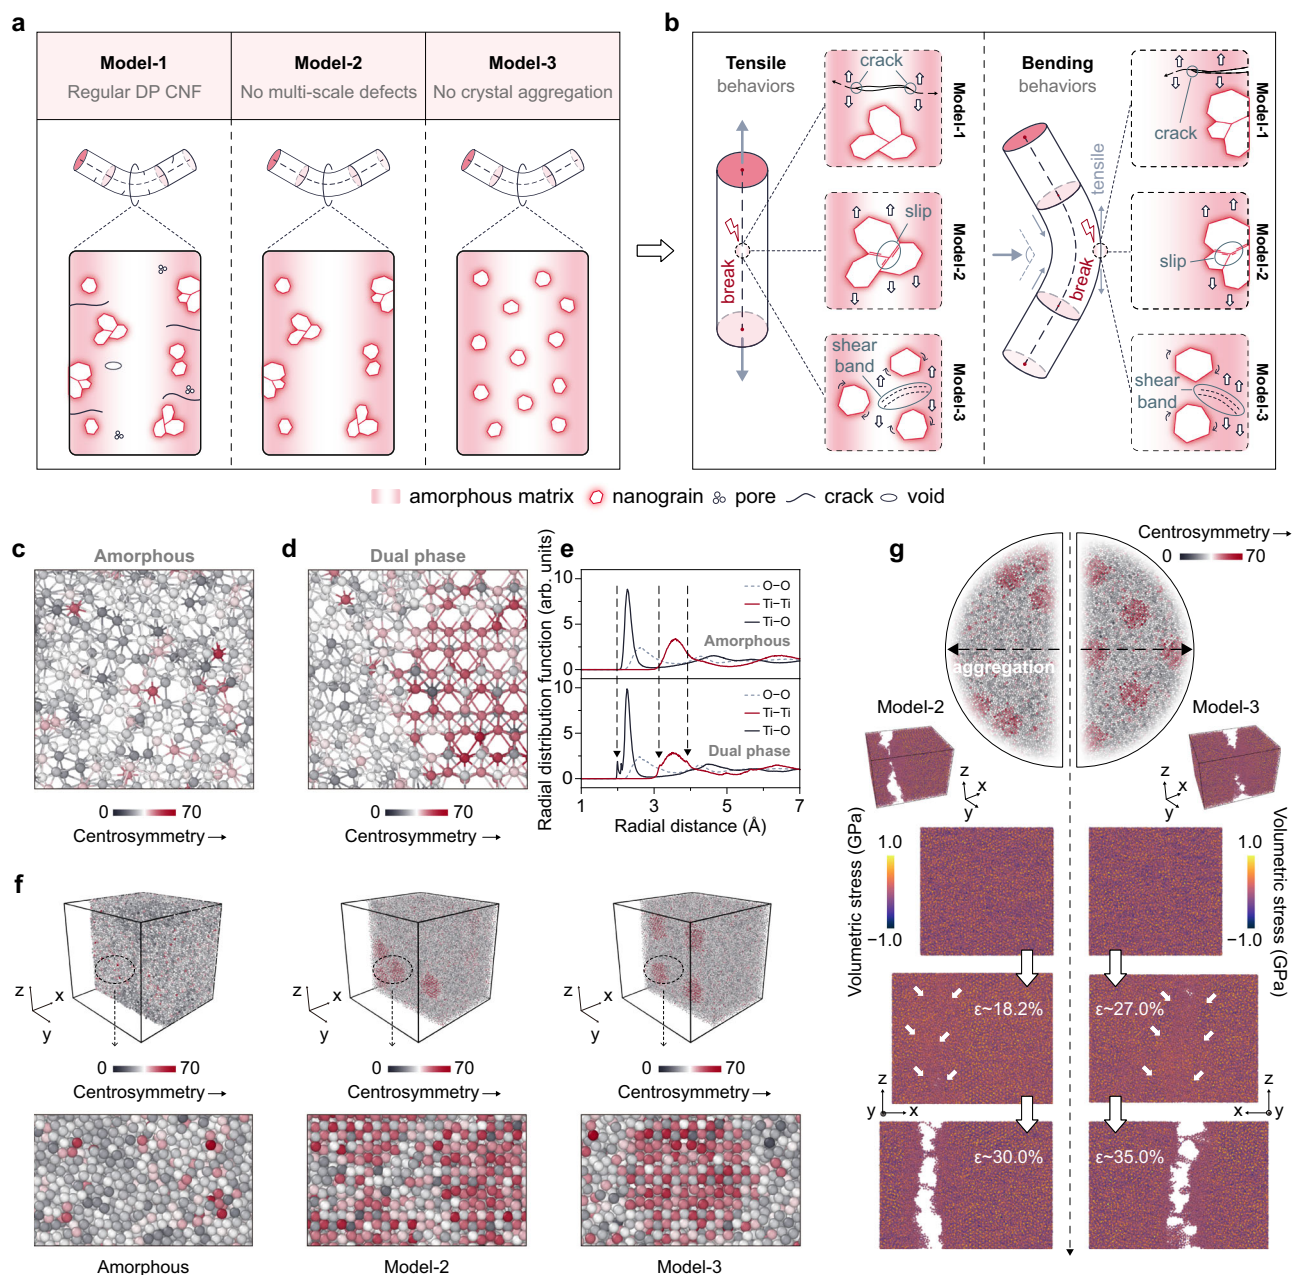 a
Model-1
Regular DP CNF
Model-2
No multi-scale defects
Model-3
No crystal aggregation
b
Tensile
behaviors
break
crack
Model-1
slip
Model-2
shear
band
Model-3
Bending
behaviors
tensile
break
crack
Model-1
slip
Model-2
shear
band
Model-3
amorphous matrix
nanograin
pore
crack
void
c
Amorphous
0 70
Centrosymmetry
d
Dual phase
0 70
Centrosymmetry
e
Radial distribution function (arb. units)
10
5
0
O−O
Ti−Ti
Ti−O
Amorphous
10
5
0
O−O
Ti−Ti
Ti−O
Dual phase
1 3 5 7
Radial distance (Å)
f
z
x
y
0 70
Centrosymmetry
Amorphous
z
x
y
0 70
Centrosymmetry
Model-2
z
x
y
0 70
Centrosymmetry
Model-3
g
Centrosymmetry
0 70
aggregation
Model-2
Model-3
z
x
y
z
x
y
Volumetric stress (GPa)
1.0
−1.0
1.0
−1.0
Volumetric stress (GPa)
ε~18.2%
ε~27.0%
z
y x
z
x y
ε~30.0%
ε~35.0%